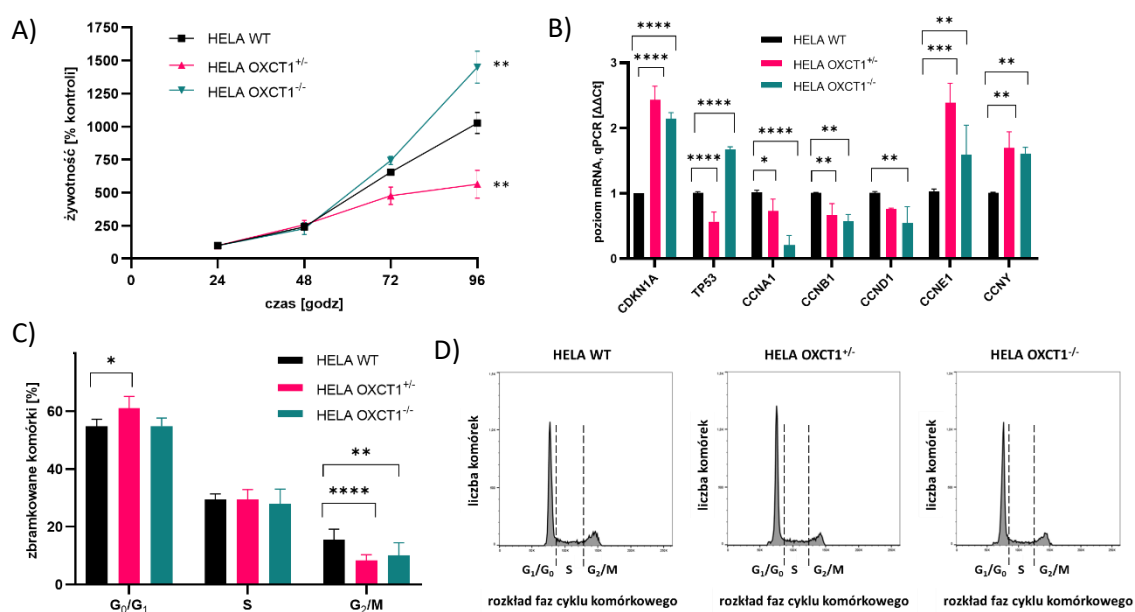 A)
1750
1500
1250
1000
750
500
250
0
żywotność [% kontroli]
HELA WT
HELA OXCT1+/-
HELA OXCT1-/-
**
**
24 48 72 96
czas [godz]
B)
HELA WT
HELA OXCT1+/-
HELA OXCT1-/-
3
2
1
0
poziom mRNA, qPCR [ΔΔCt]
**** **** **** **** **** * ** ** ** ** *** ** **
CDKN1A TP53 CCNA1 CCNB1 CCND1 CCNE1 CCNY
C)
HELA WT
HELA OXCT1+/-
HELA OXCT1-/-
60
40
20
0
zbramkowane komórki [%]
*
**
****
G0/G1 S G2/M
D)
HELA WT HELA OXCT1+/- HELA OXCT1-/-
liczba komórek liczba komórek liczba komórek
G1/G0 S G2/M G1/G0 S G2/M G1/G0 S G2/M
rozkład faz cyklu komórkowego rozkład faz cyklu komórkowego rozkład faz cyklu komórkowego